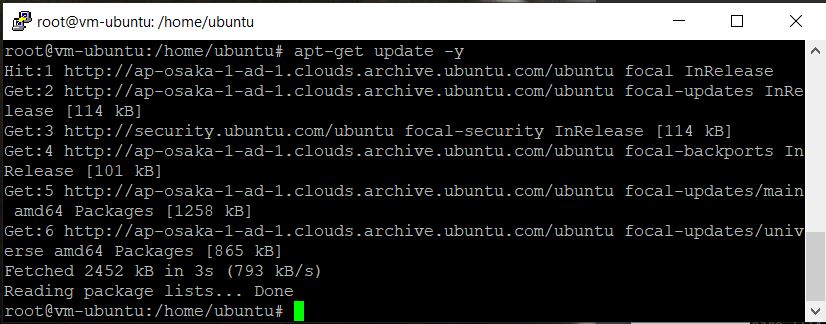 root@vm-ubuntu: /home/ubuntu
root@vm-ubuntu:/home/ubuntu# apt-get update -y
Hit:1 http://ap-osaka-1-ad-1.clouds.archive.ubuntu.com/ubuntu focal InRelease
Get:2 http://ap-osaka-1-ad-1.clouds.archive.ubuntu.com/ubuntu focal-updates InRe
lease [114 kB]
Get:3 http://security.ubuntu.com/ubuntu focal-security InRelease [114 kB]
Get:4 http://ap-osaka-1-ad-1.clouds.archive.ubuntu.com/ubuntu focal-backports In
Release [101 kB]
Get:5 http://ap-osaka-1-ad-1.clouds.archive.ubuntu.com/ubuntu focal-updates/main
 amd64 Packages [1258 kB]
Get:6 http://ap-osaka-1-ad-1.clouds.archive.ubuntu.com/ubuntu focal-updates/univ
erse amd64 Packages [865 kB]
Fetched 2452 kB in 3s (793 kB/s)
Reading package lists... Done
root@vm-ubuntu:/home/ubuntu#